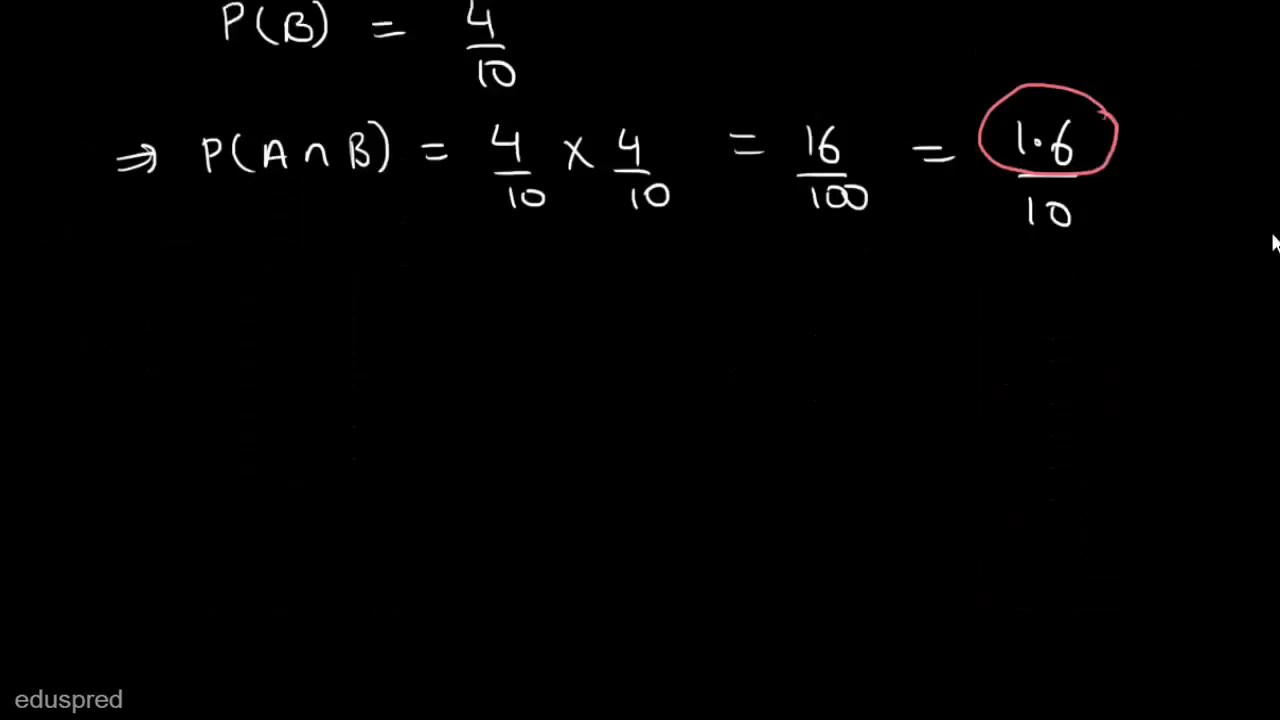 P(B) = 4/10
⇒ P(A ∩ B) = 4/10 × 4/10 = 16/100 = 1.6/10
eduspred